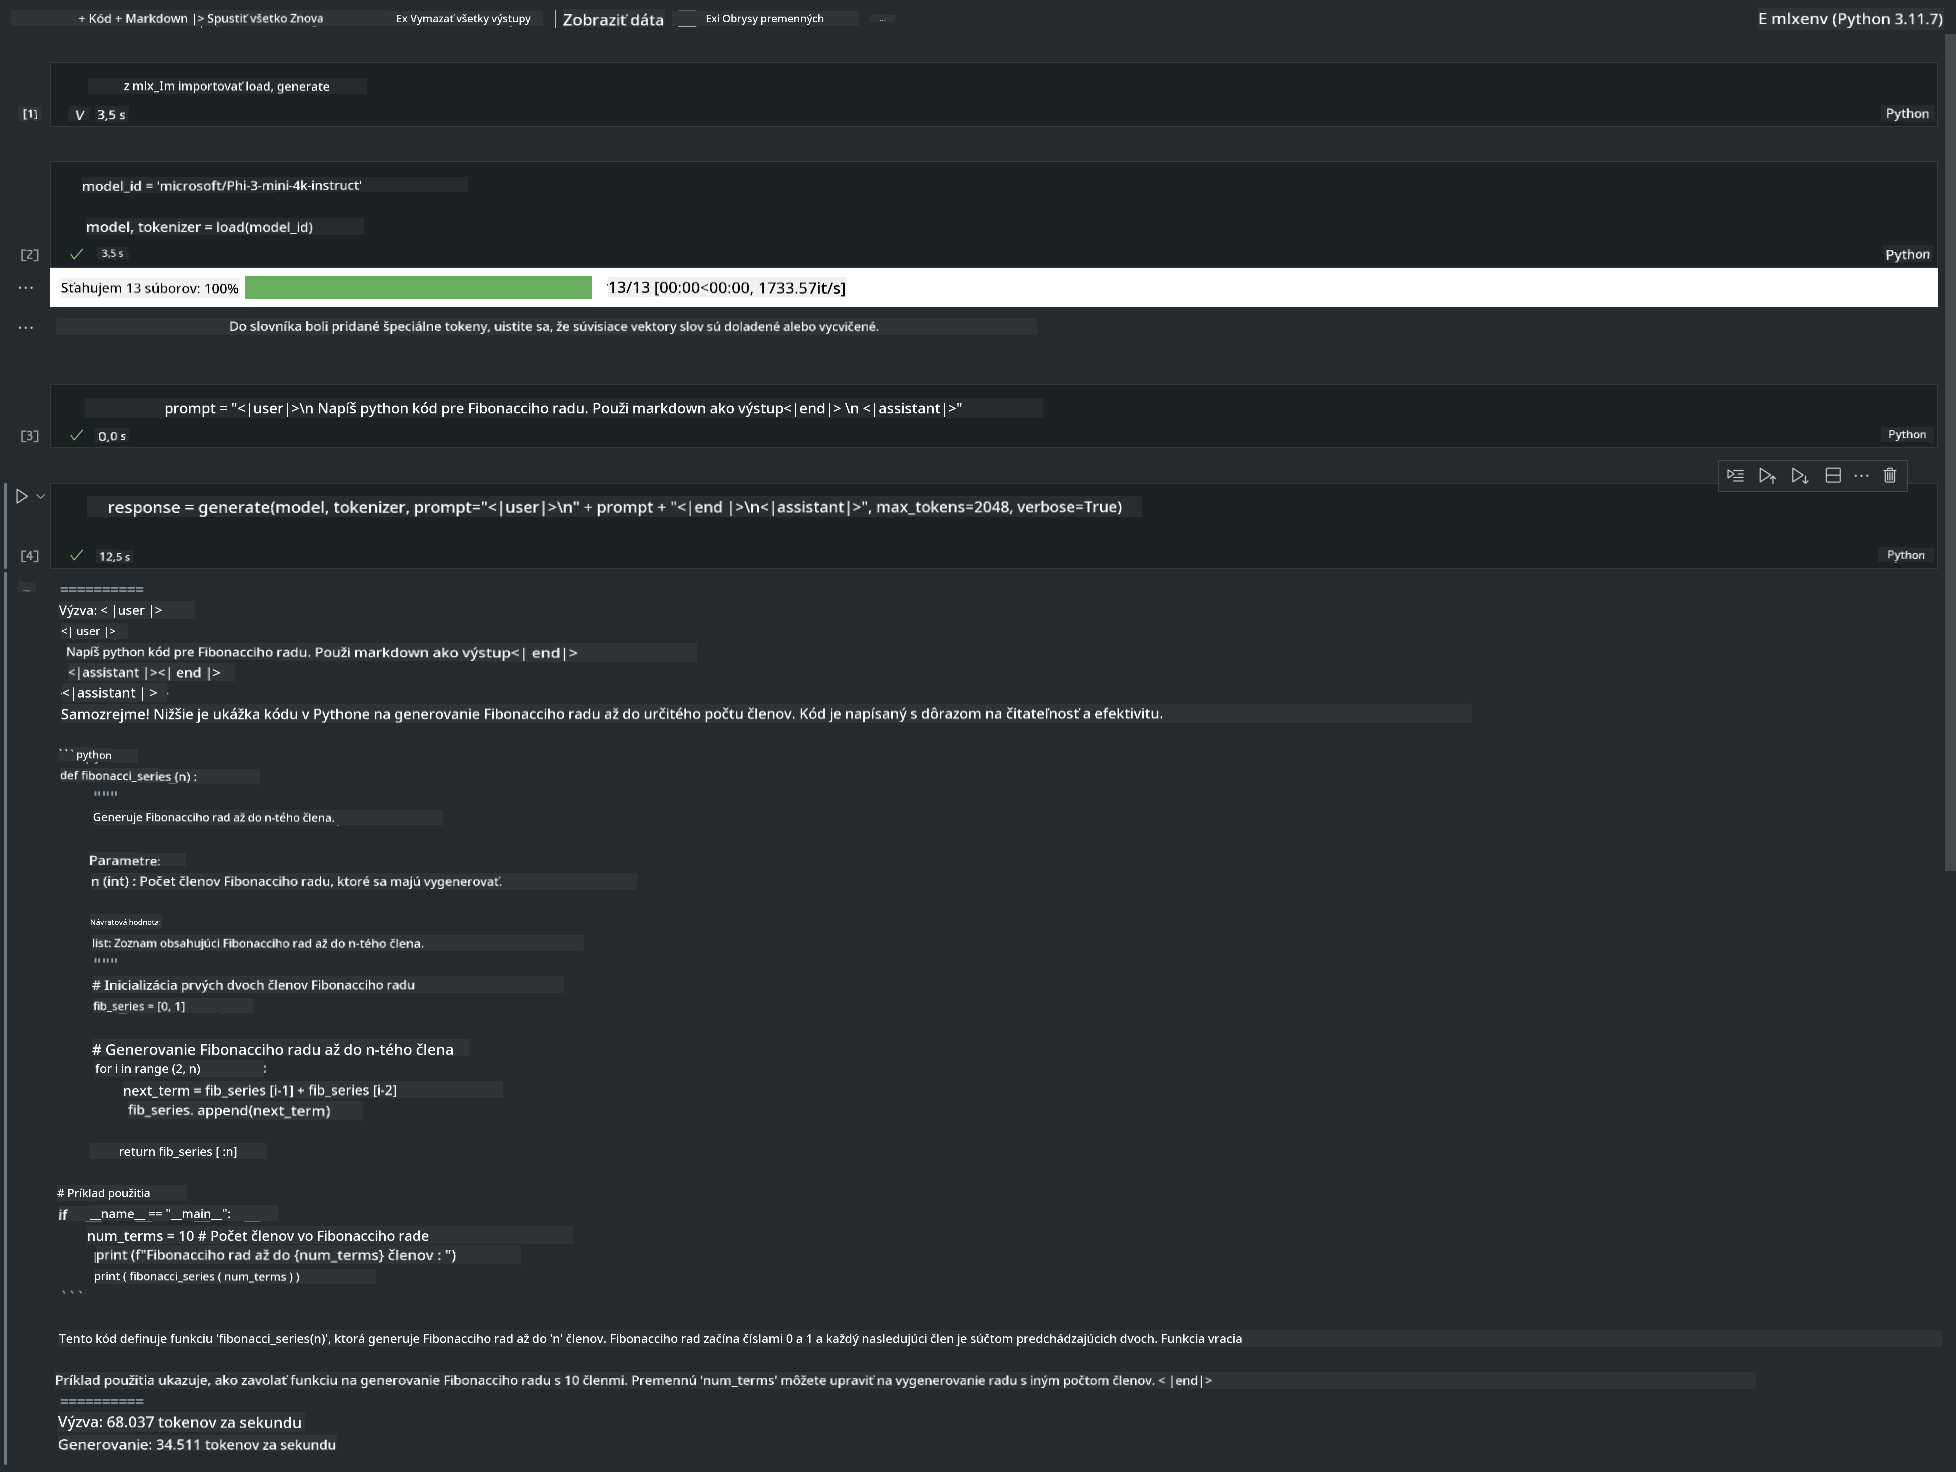 + Kód + Markdown |> Spustiť všetko Znova Ex Vymazať všetky výstupy Zobraziť dáta Exi Obrysy premenných ... E mlxenv (Python 3.11.7)
z mlx_Im importovať load, generate
[1] V 3,5 s Python
model_id = 'microsoft/Phi-3-mini-4k-instruct'
model, tokenizer = load(model_id)
[2] 3,5 s Python
... Sťahujem 13 súborov: 100% 13/13 [00:00<00:00, 1733.57it/s]
... Do slovníka boli pridané špeciálne tokeny, uistite sa, že súvisiace vektory slov sú doladené alebo vycvičené.
prompt = "<|user|>\n Napíš python kód pre Fibonacciho radu. Použi markdown ako výstup<|end|> \n <|assistant|>"
[3] 0,0 s Python
response = generate(model, tokenizer, prompt="<|user|>\n" + prompt + "<|end |>\n<|assistant|>", max_tokens=2048, verbose=True)
[4] 12,5 s Python
... ==========
Výzva: < |user |>
<| user |>
Napíš python kód pre Fibonacciho radu. Použi markdown ako výstup<| end|>
<|assistant |><| end |>
<|assistant | >
Samozrejme! Nižšie je ukážka kódu v Pythone na generovanie Fibonacciho radu až do určitého počtu členov. Kód je napísaný s dôrazom na čitateľnosť a efektivitu.
```python
def fibonacci_series (n) :
"""
Generuje Fibonacciho rad až do n-tého člena.
Parametre:
n (int) : Počet členov Fibonacciho radu, ktoré sa majú vygenerovať.
Návratová hodnota:
list: Zoznam obsahujúci Fibonacciho rad až do n-tého člena.
"""
# Inicializácia prvých dvoch členov Fibonacciho radu
fib_series = [0, 1]
# Generovanie Fibonacciho radu až do n-tého člena
for i in range (2, n) :
next_term = fib_series [i-1] + fib_series [i-2]
fib_series. append(next_term)
return fib_series [ :n]
# Príklad použitia
if __name__ == "__main__":
num_terms = 10 # Počet členov vo Fibonacciho rade
print (f"Fibonacciho rad až do {num_terms} členov : ")
print ( fibonacci_series ( num_terms ) )
```
Tento kód definuje funkciu 'fibonacci_series(n)', ktorá generuje Fibonacciho rad až do 'n' členov. Fibonacciho rad začína číslami 0 a 1 a každý nasledujúci člen je súčtom predchádzajúcich dvoch. Funkcia vracia
Príklad použitia ukazuje, ako zavolať funkciu na generovanie Fibonacciho radu s 10 členmi. Premennú 'num_terms' môžete upraviť na vygenerovanie radu s iným počtom členov. < |end|>
==========
Výzva: 68.037 tokenov za sekundu
Generovanie: 34.511 tokenov za sekundu